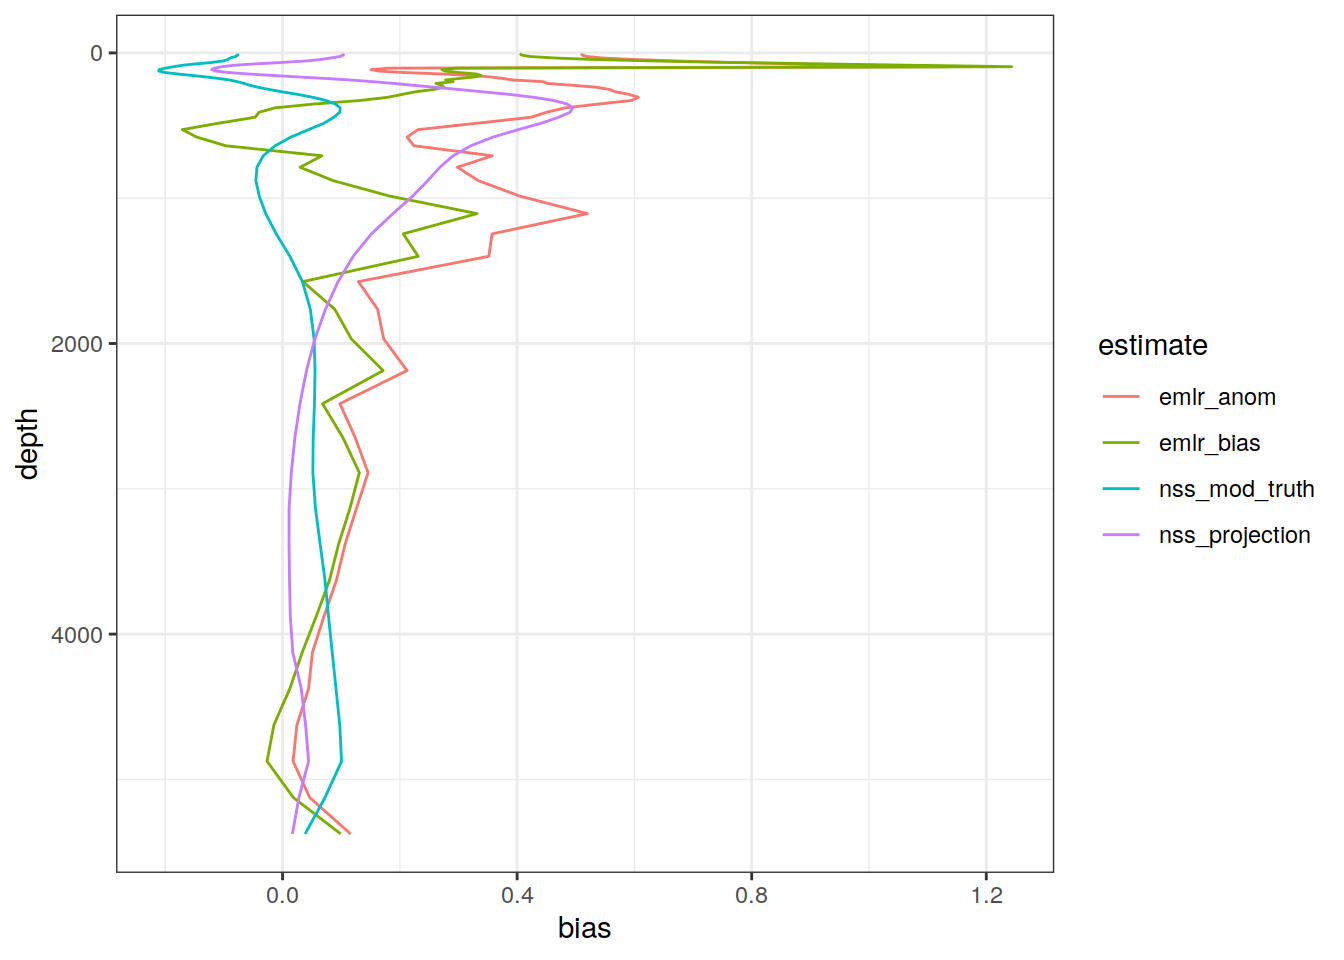 0
2000
4000
depth
0.0
0.4
0.8
1.2
bias
estimate
emlr_anom
emlr_bias
nss_mod_truth
nss_projection